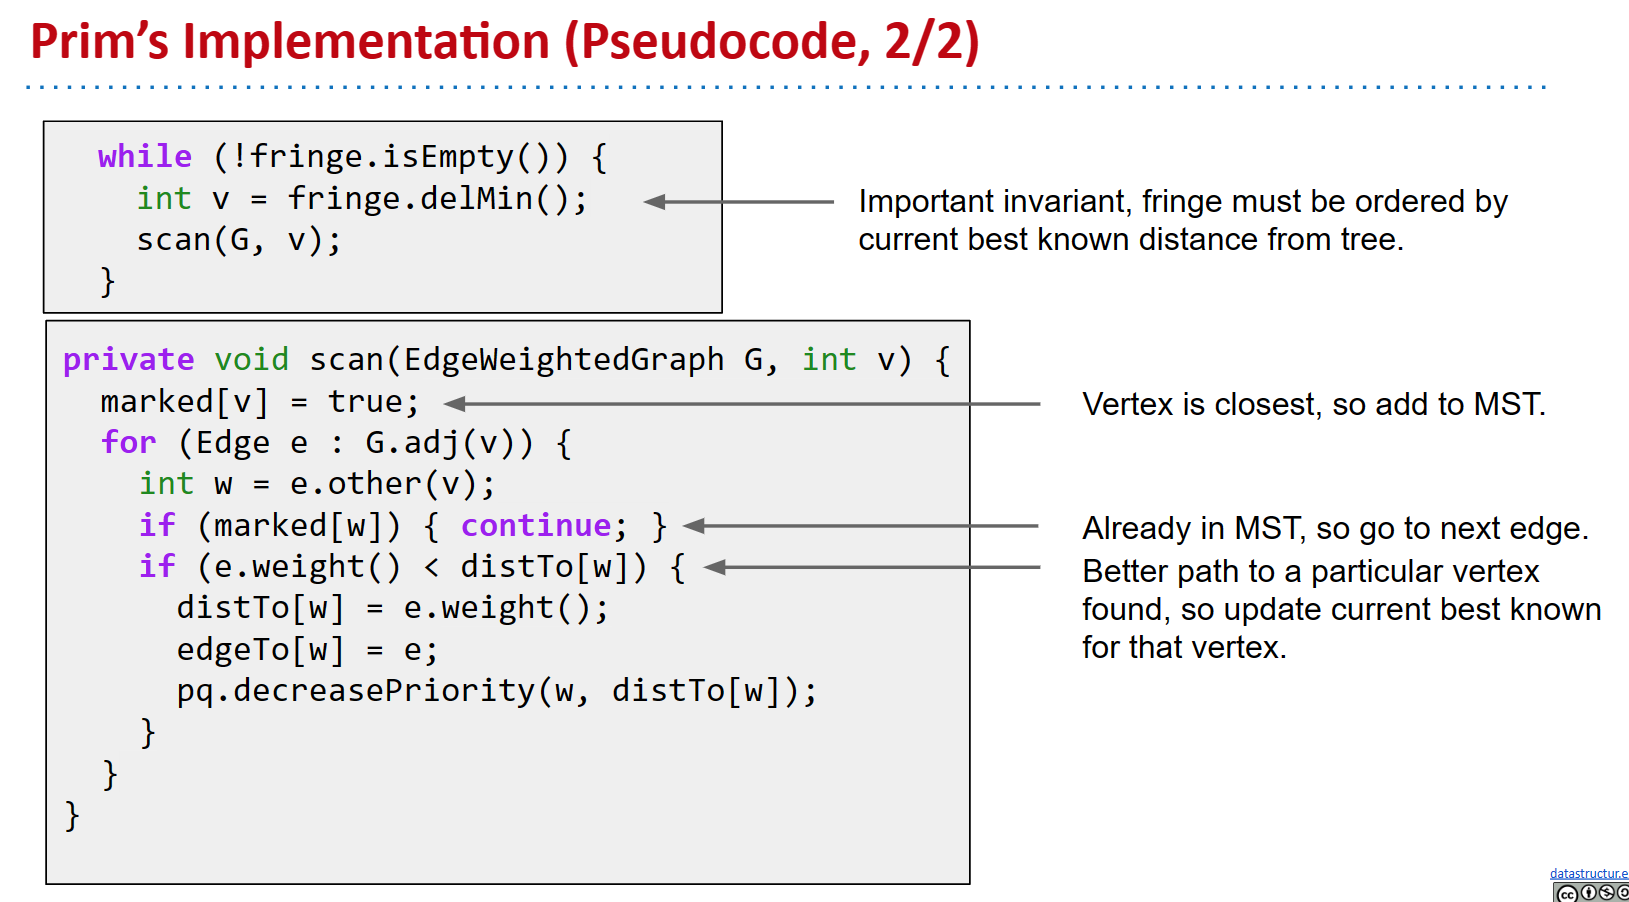 Prim's Implementation (Pseudocode, 2/2)
while (!fringe.isEmpty()) {
int v = fringe.delMin();
scan(G, v);
}
Important invariant, fringe must be ordered by
current best known distance from tree.
private void scan(EdgeWeightedGraph G, int v) {
marked[v] = true;
for (Edge e : G.adj(v)) {
int w = e.other(v);
if (marked[w]) { continue; }
if (e.weight() < distTo[w]) {
distTo[w] = e.weight();
edgeTo[w] = e;
pq.decreasePriority(w, distTo[w]);
}
}
}
Vertex is closest, so add to MST.
Already in MST, so go to next edge.
Better path to a particular vertex
found, so update current best known
for that vertex.
datastructur.e
cc